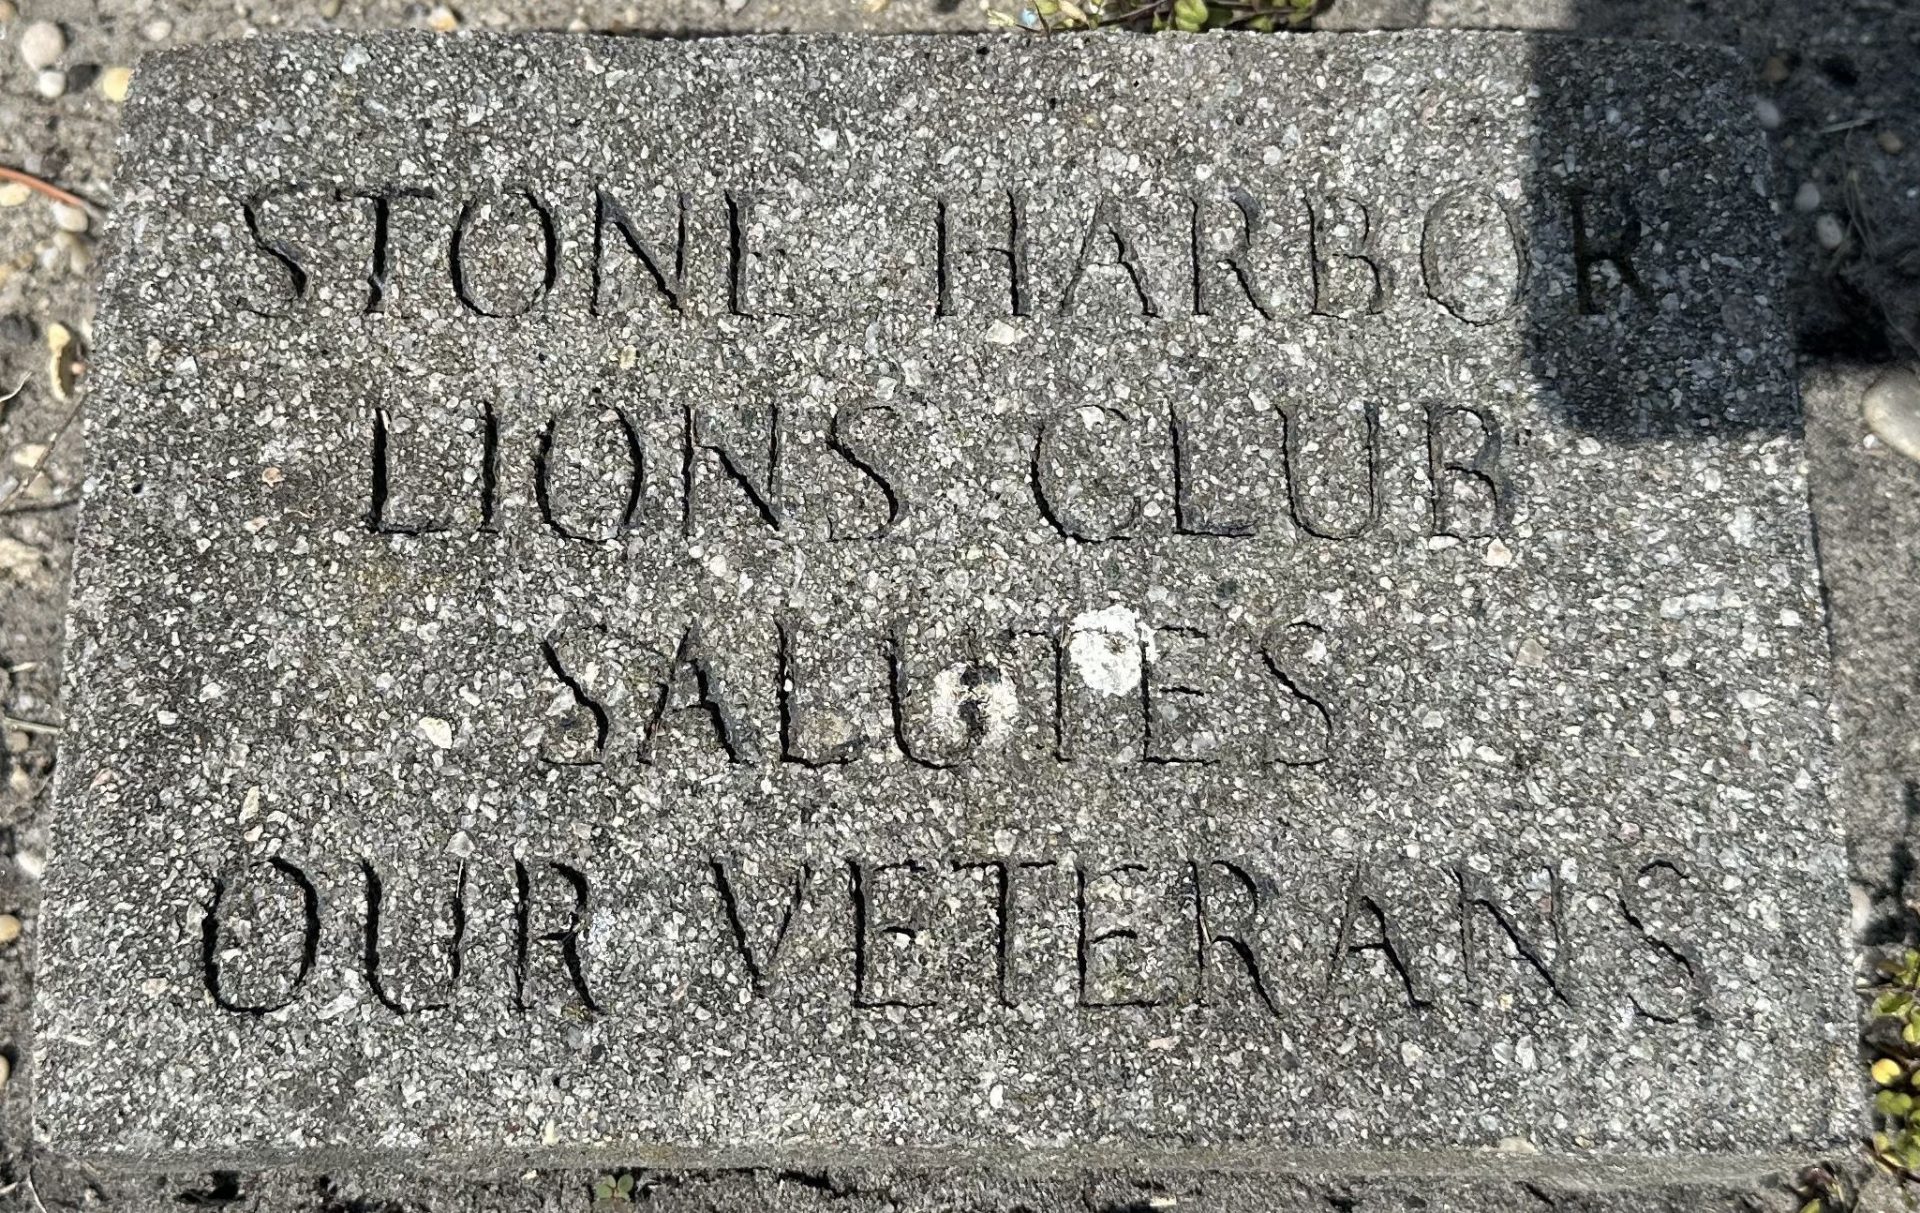 STONE HARBOR
LIONS CLUB
SALUTES
OUR VETERANS